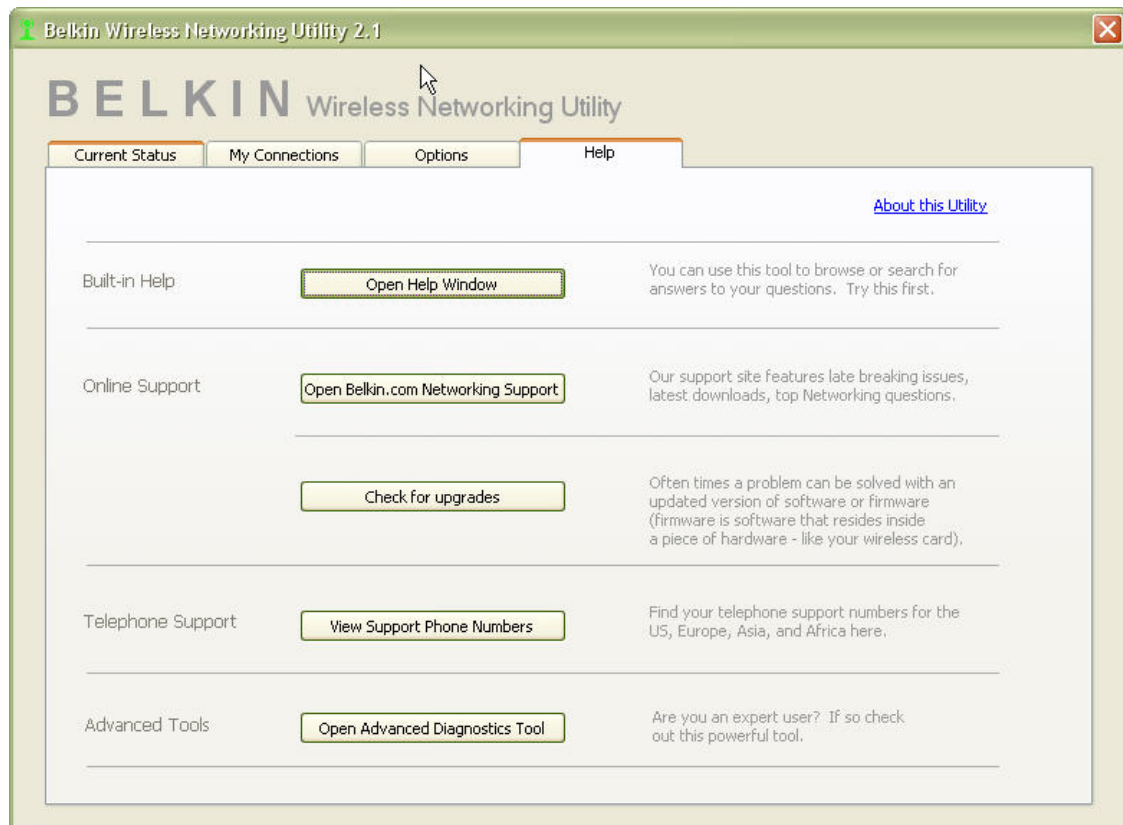 Belkin Wireless Networking Utility 2.1
BELKIN Wireless Networking Utility
Current Status
My Connections
Options
Help
About this Utility
Built-in Help
Open Help Window
You can use this tool to browse or search for
answers to your questions. Try this first.
Online Support
Open Belkin.com Networking Support
Our support site features late breaking issues,
latest downloads, top Networking questions.
Check for upgrades
Often times a problem can be solved with an
updated version of software or firmware
(firmware is software that resides inside
a piece of hardware - like your wireless card).
Telephone Support
View Support Phone Numbers
Find your telephone support numbers for the
US, Europe, Asia, and Africa here.
Advanced Tools
Open Advanced Diagnostics Tool
Are you an expert user? If so check
out this powerful tool.